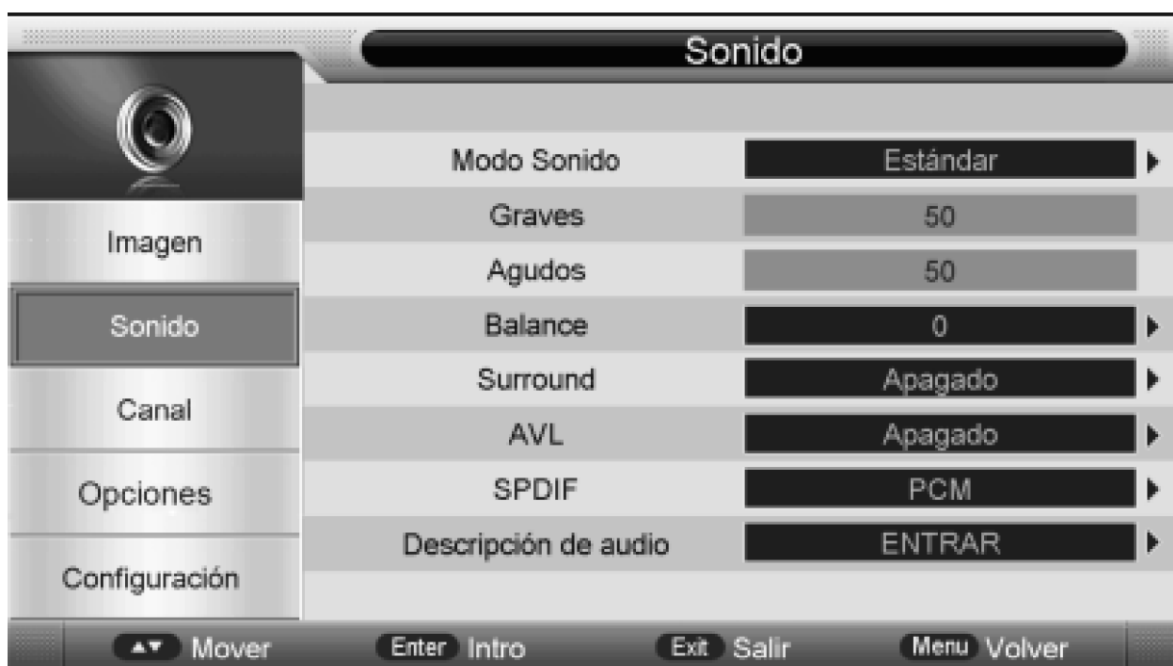 Sonido
Imagen
Sonido
Canal
Opciones
Configuración
Modo Sonido Estándar
Graves 50
Agudos 50
Balance 0
Surround Apagado
AVL Apagado
SPDIF PCM
Descripción de audio ENTRAR
Mover Enter Intro Exit Salir Menu Volver